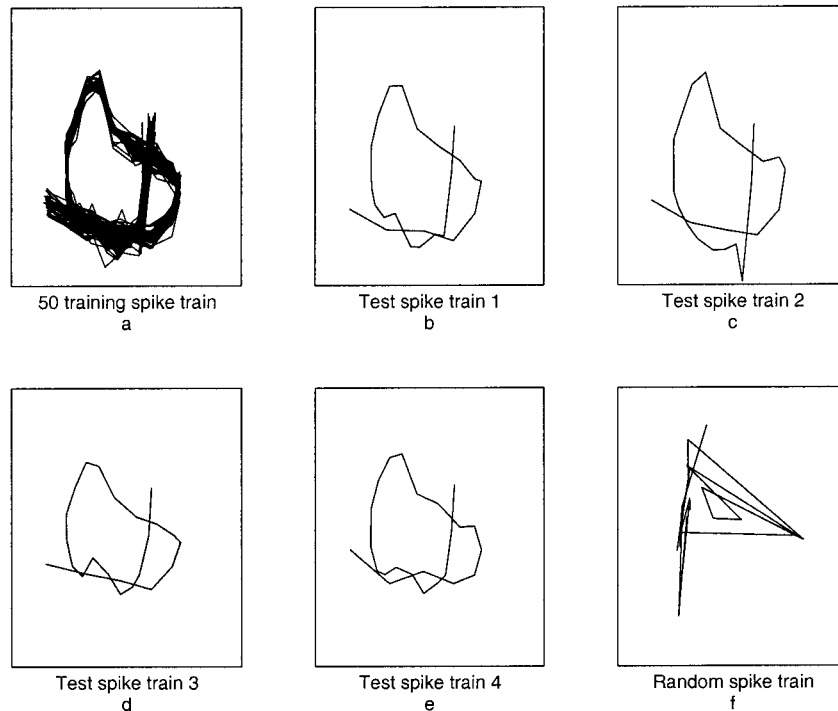 50 training spike train
a
Test spike train 1
b
Test spike train 2
c
Test spike train 3
d
Test spike train 4
e
Random spike train
f